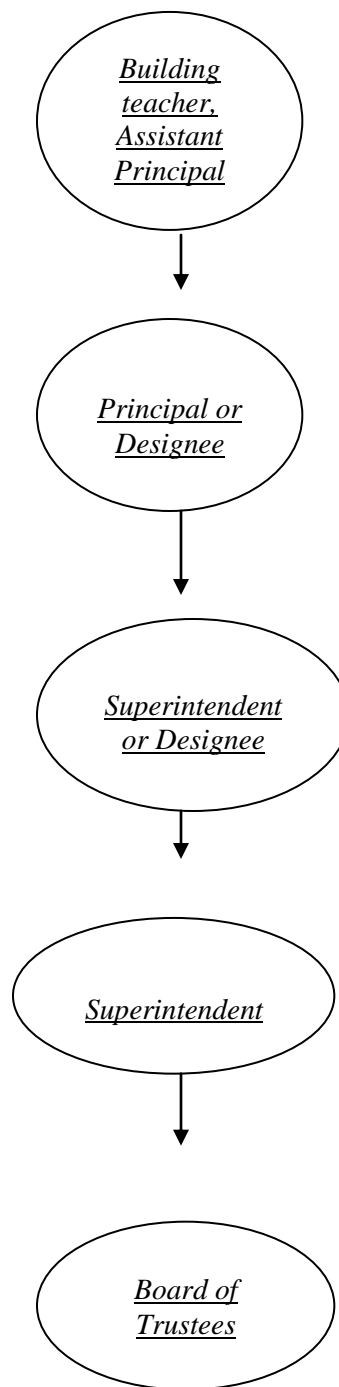 Building
teacher,
Assistant
Principal
Principal or
Designee
Superintendent
or Designee
Superintendent
Board of
Trustees